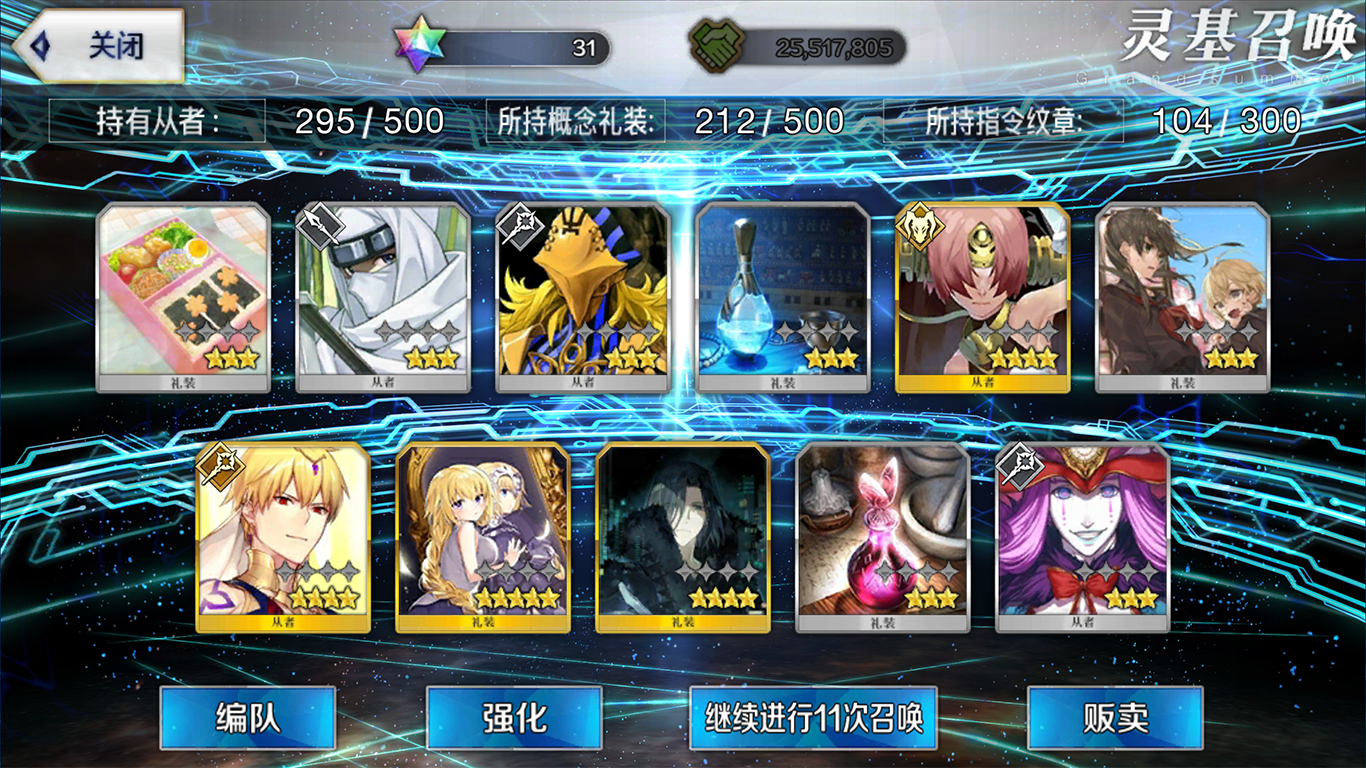 关闭
31
25,517,805
灵基召唤
Grand summon
持有从者：
295 / 500
所持概念礼装:
212 / 500
所持指令纹章:
104 / 300
礼装
从者
从者
礼装
从者
礼装
从者
礼装
礼装
礼装
从者
编队
强化
继续进行11次召唤
贩卖